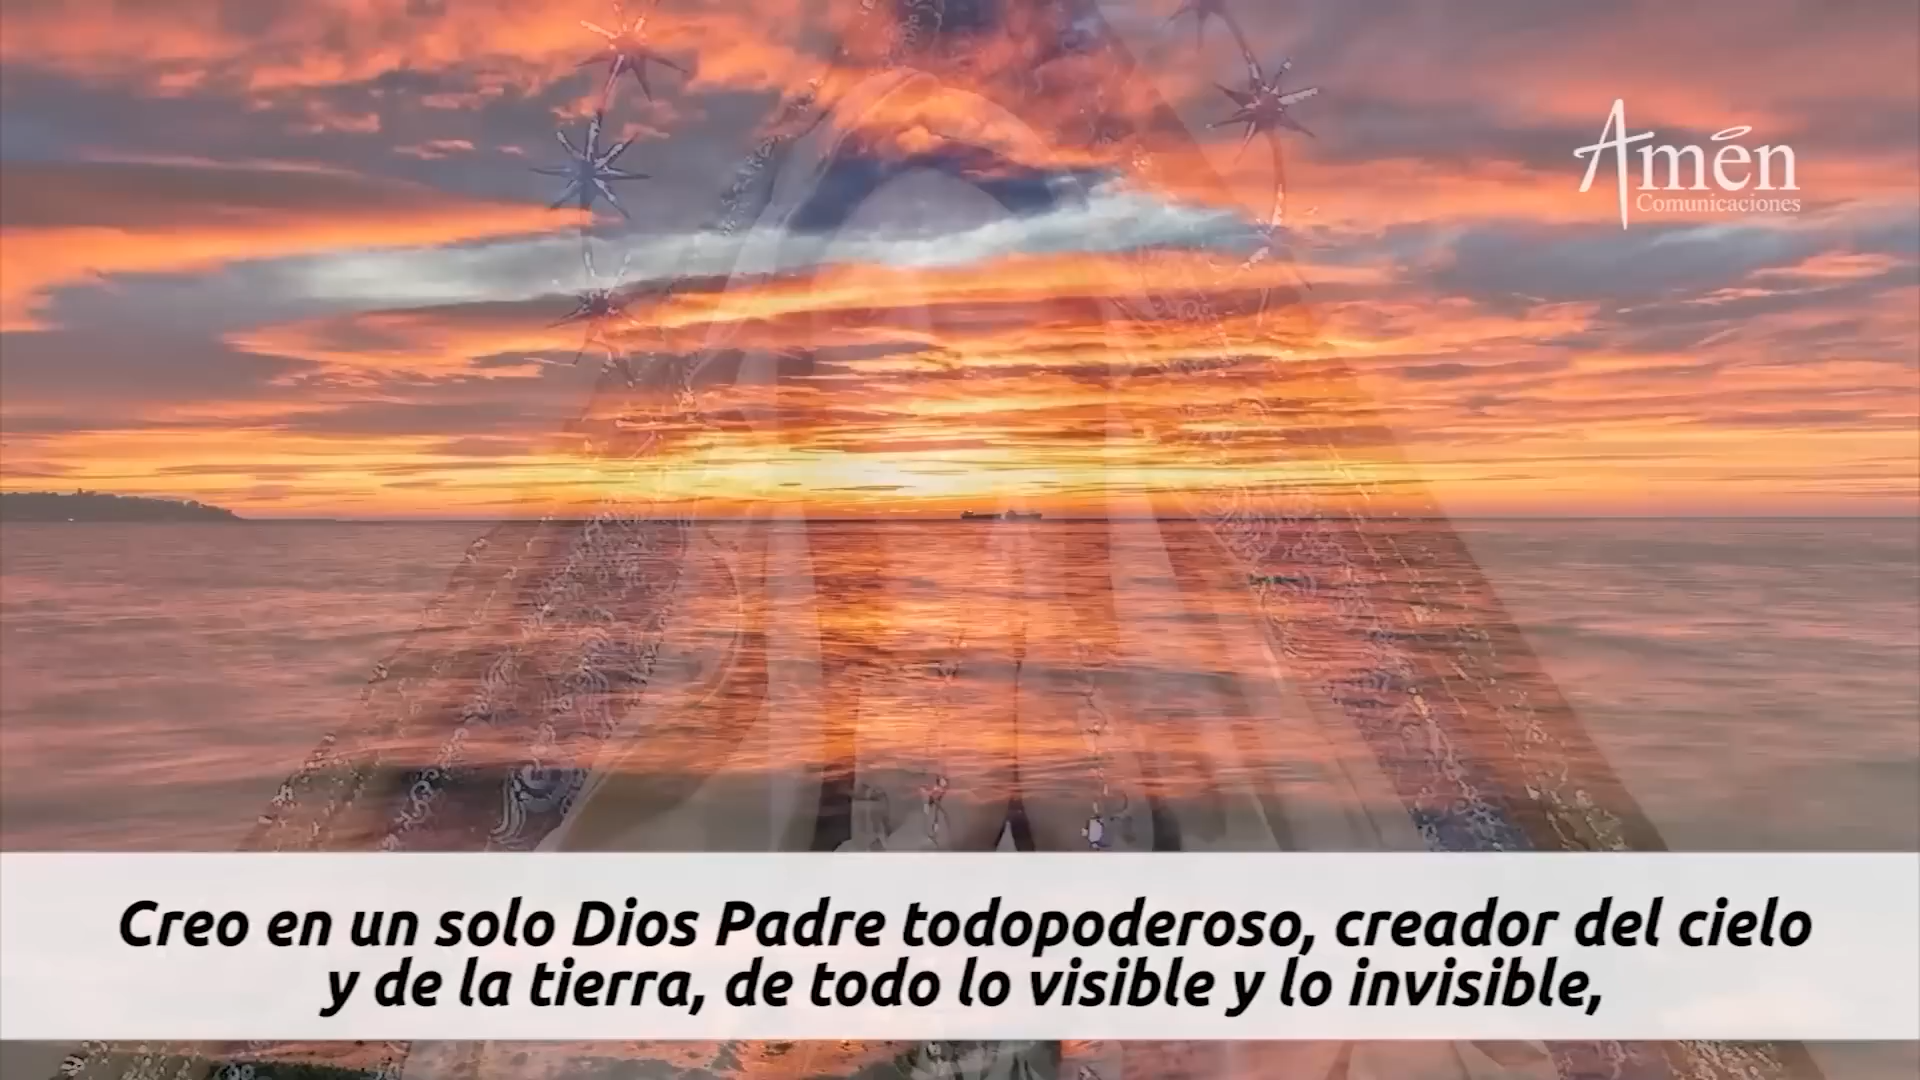 Amén
Comunicaciones
Creo en un solo Dios Padre todopoderoso, creador del cielo
y de la tierra, de todo lo visible y lo invisible,